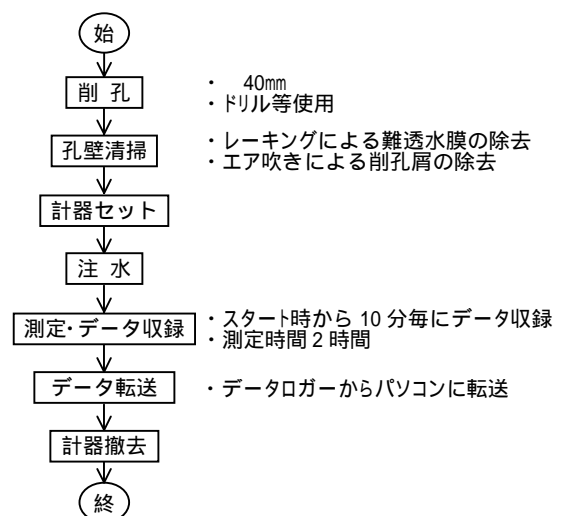 始
削 孔
・ 40㎜
・ドリル等使用
孔壁清掃
・レーキングによる難透水膜の除去
・エア吹きによる削孔屑の除去
計器セット
注 水
測定・データ収録
・スタート時から 10 分毎にデータ収録
・測定時間 2 時間
データ転送
・データロガーからパソコンに転送
計器撤去
終